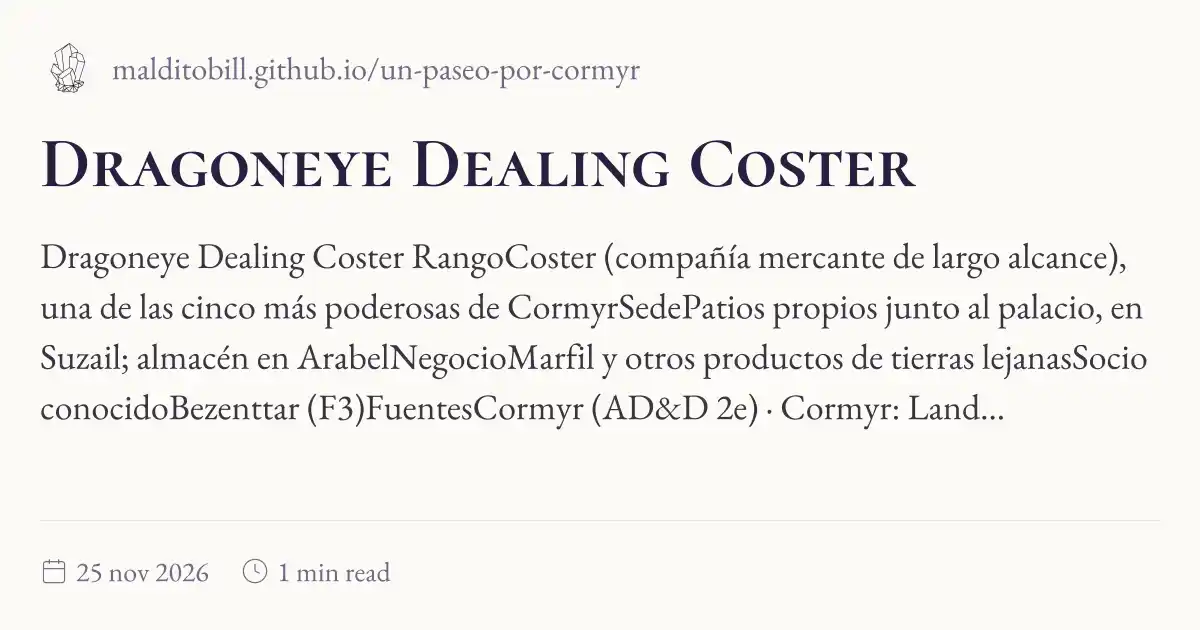 malditobill.github.io/un-paseo-por-cormyr
Dragoneye Dealing Coster
Dragoneye Dealing Coster RangoCoster (compañía mercante de largo alcance),
una de las cinco más poderosas de CormyrSedePatios propios junto al palacio, en
Suzail; almacén en ArabelNegocioMarfil y otros productos de tierras lejanasSocio
conocidoBezenttar (F3)FuentesCormyr (AD&D 2e) · Cormyr: Land...
25 nov 2026
1 min read